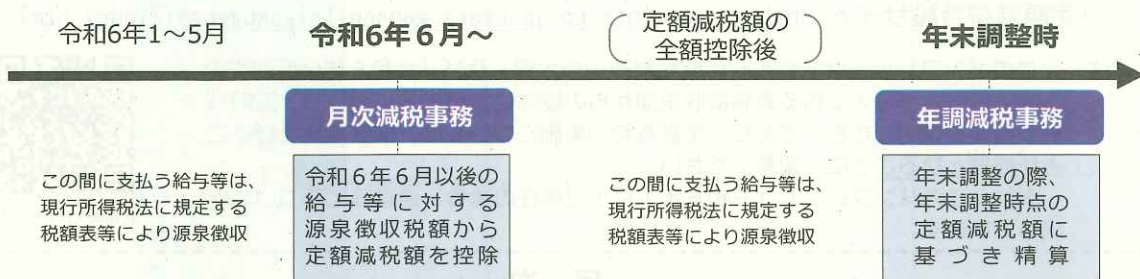 令和6年1～5月
令和6年６月～
定額減税額の
全額控除後
年末調整時
月次減税事務
年調減税事務
この間に支払う給与等は、
現行所得税法に規定する
税額表等により源泉徴収
令和６年６月以後の
給与等に対する
源泉徴収税額から
定額減税額を控除
この間に支払う給与等は、
現行所得税法に規定する
税額表等により源泉徴収
年末調整の際、
年末調整時点の
定額減税額に
基づき精算